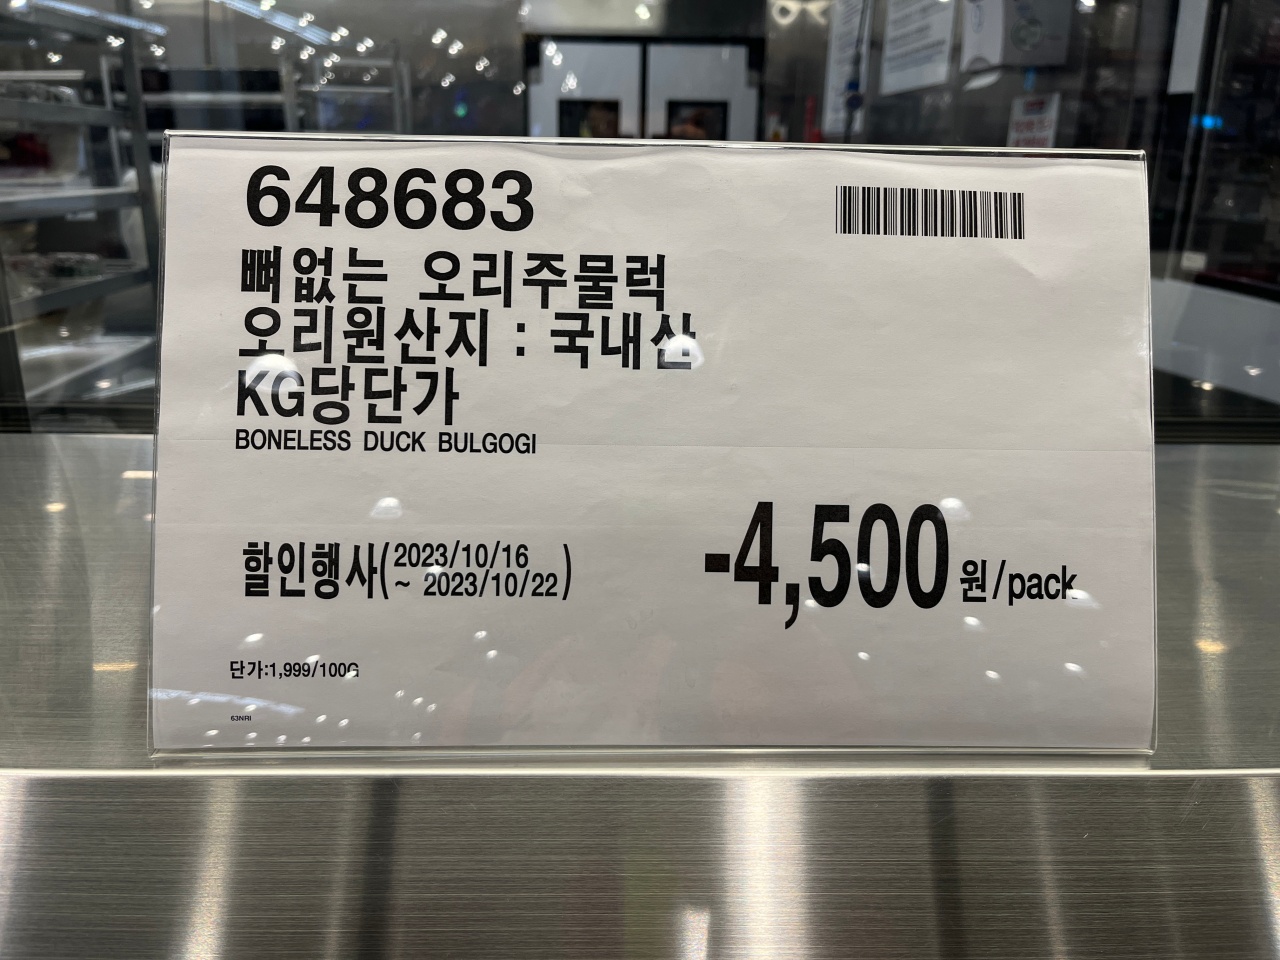 648683
뼈없는 오리주물럭
오리원산지 : 국내산
KG당단가
BONELESS DUCK BULGOGI
할인행사(2023/10/16
~ 2023/10/22)
-4,500원/pack
단가:1,999/100G
63NRI